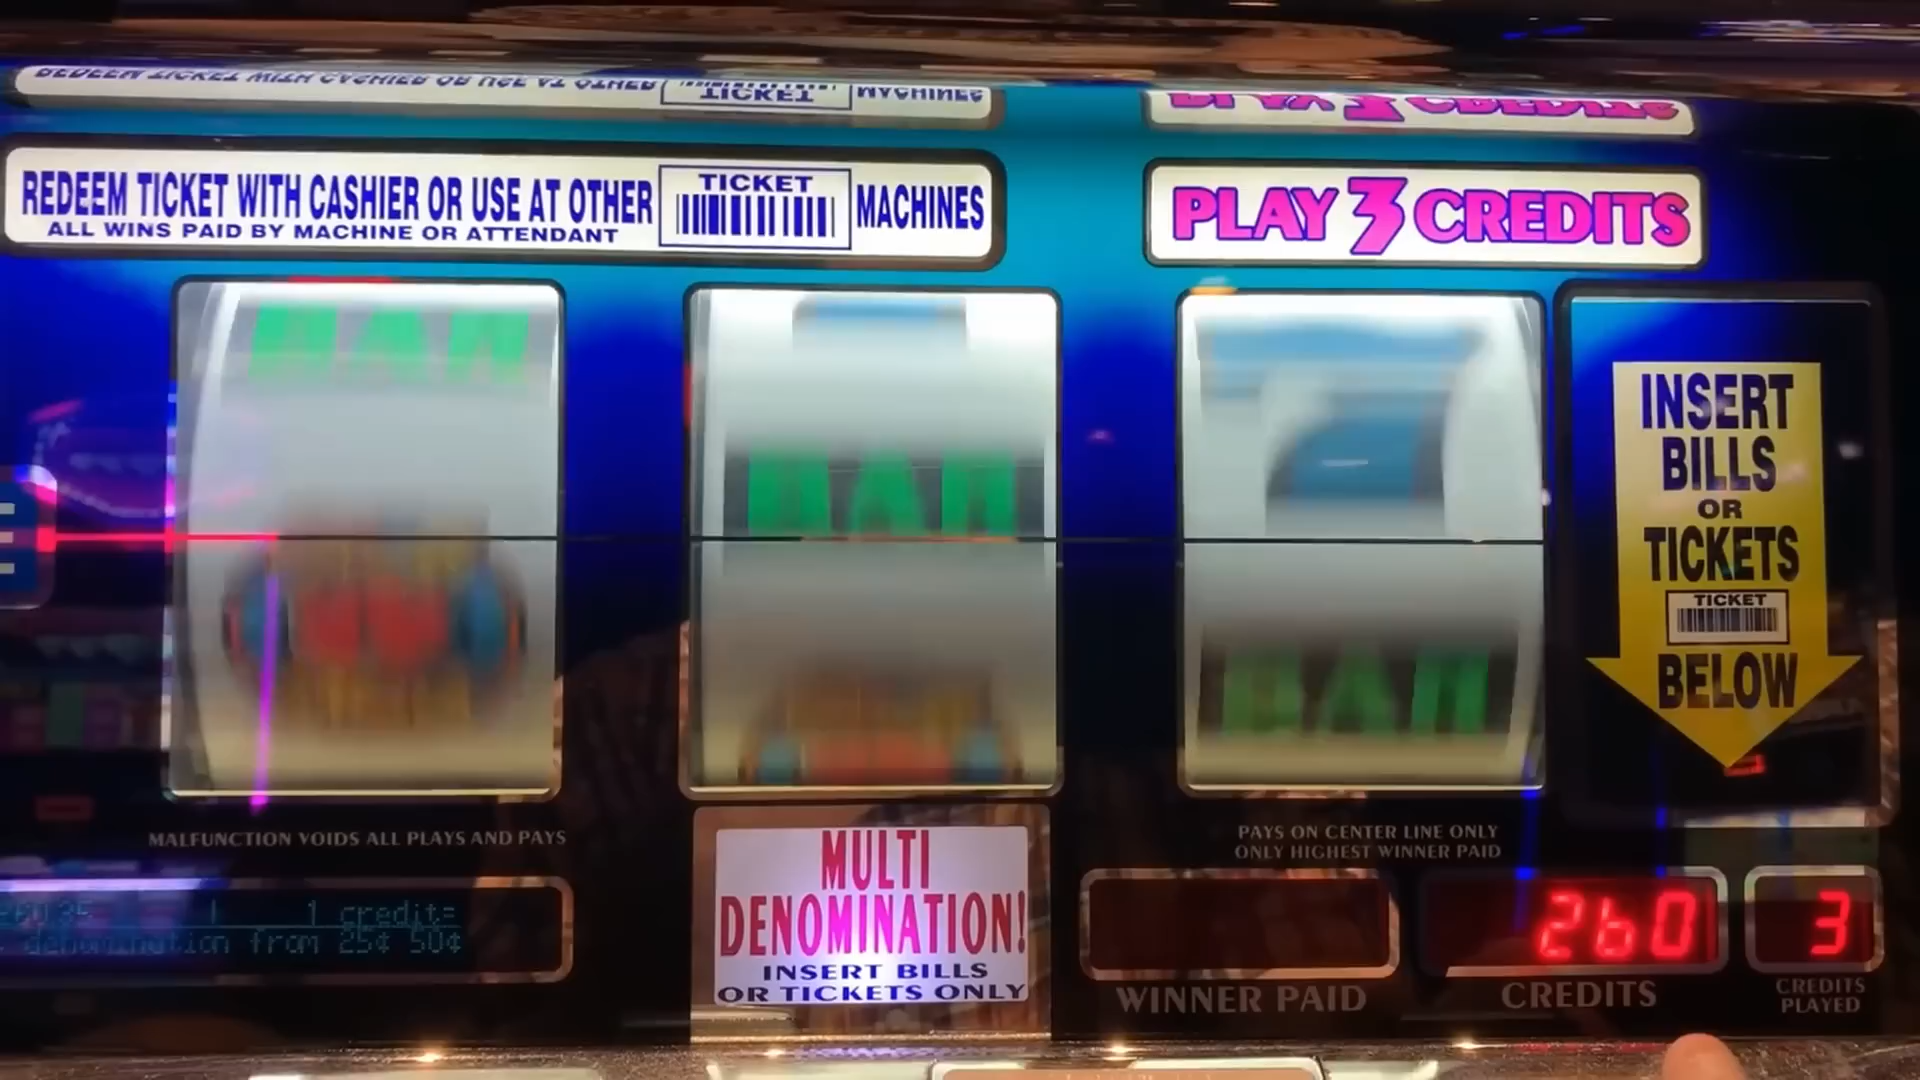 REDEEM TICKET WITH CASHIER OR USE AT OTHER TICKET MACHINES
ALL WINS PAID BY MACHINE OR ATTENDANT
PLAY 3 CREDITS
INSERT
BILLS
OR
TICKETS
TICKET
BELOW
BAR
BAR
BAR
MALFUNCTION VOIDS ALL PLAYS AND PAYS
PAYS ON CENTER LINE ONLY
ONLY HIGHEST WINNER PAID
1 credit=
denomination from 25¢ 50¢
MULTI
DENOMINATION!
INSERT BILLS
OR TICKETS ONLY
WINNER PAID
260
CREDITS
3
CREDITS
PLAYED